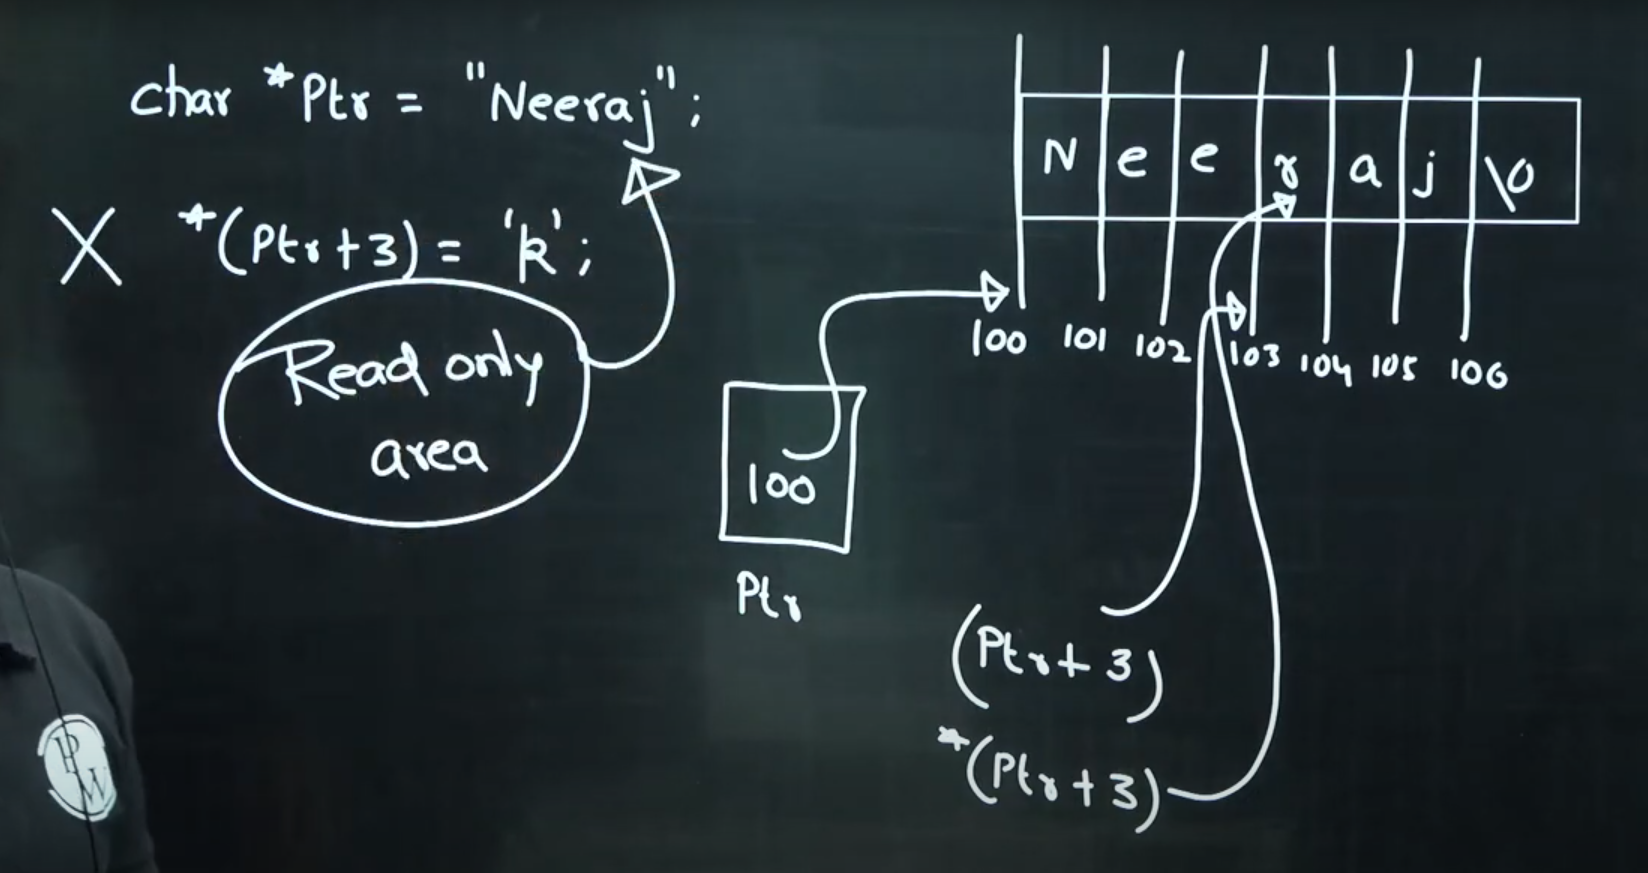 char *Ptr = "Neeraj";
X *(Ptr+3) = 'k';
Read only
area
N e e r a j \0
100 101 102 103 104 105 106
100
Ptr
(Ptr+3)
*(Ptr+3)
PW